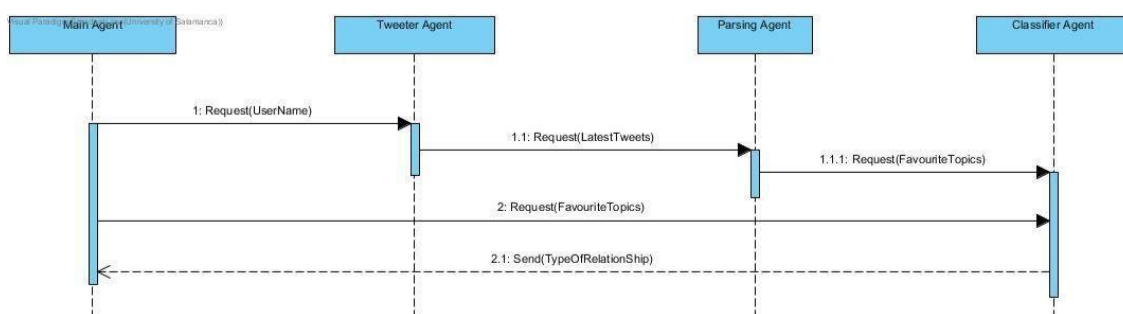 Main Agent
Tweeter Agent
Parsing Agent
Classifier Agent
1: Request(UserName)
1.1: Request(LatestTweets)
1.1.1: Request(FavouriteTopics)
2: Request(FavouriteTopics)
2.1: Send(TypeOfRelationShip)